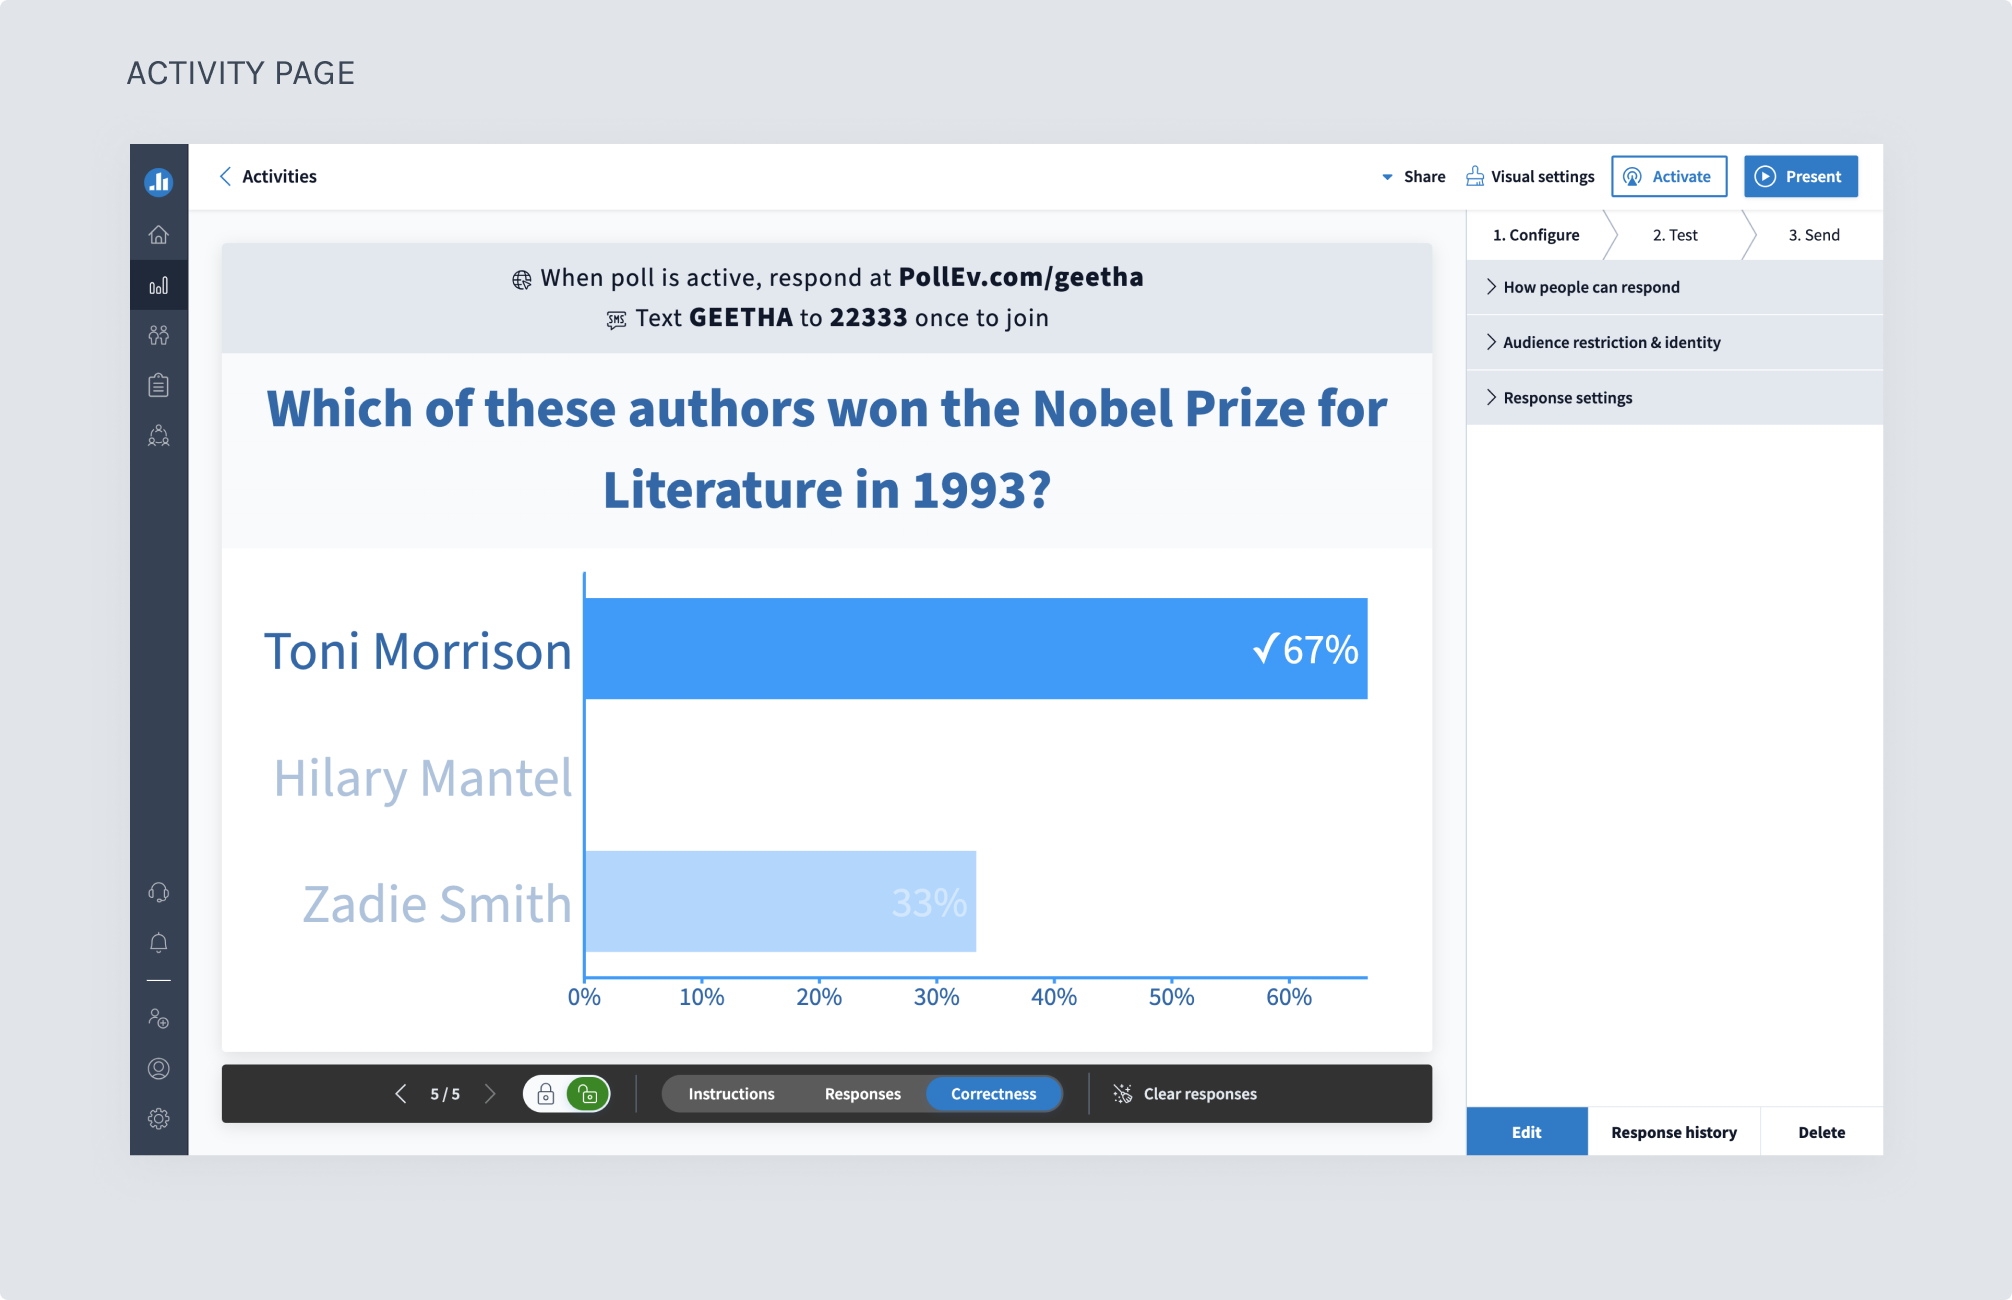 ACTIVITY PAGE
Activities
Share
Visual settings
Activate
Present
When poll is active, respond at PollEv.com/geetha
SMS Text GEETHA to 22333 once to join
Which of these authors won the Nobel Prize for
Literature in 1993?
Toni Morrison
✓67%
Hilary Mantel
Zadie Smith
33%
0% 10% 20% 30% 40% 50% 60%
5 / 5
Instructions
Responses
Correctness
Clear responses
1. Configure
2. Test
3. Send
How people can respond
Audience restriction & identity
Response settings
Edit
Response history
Delete